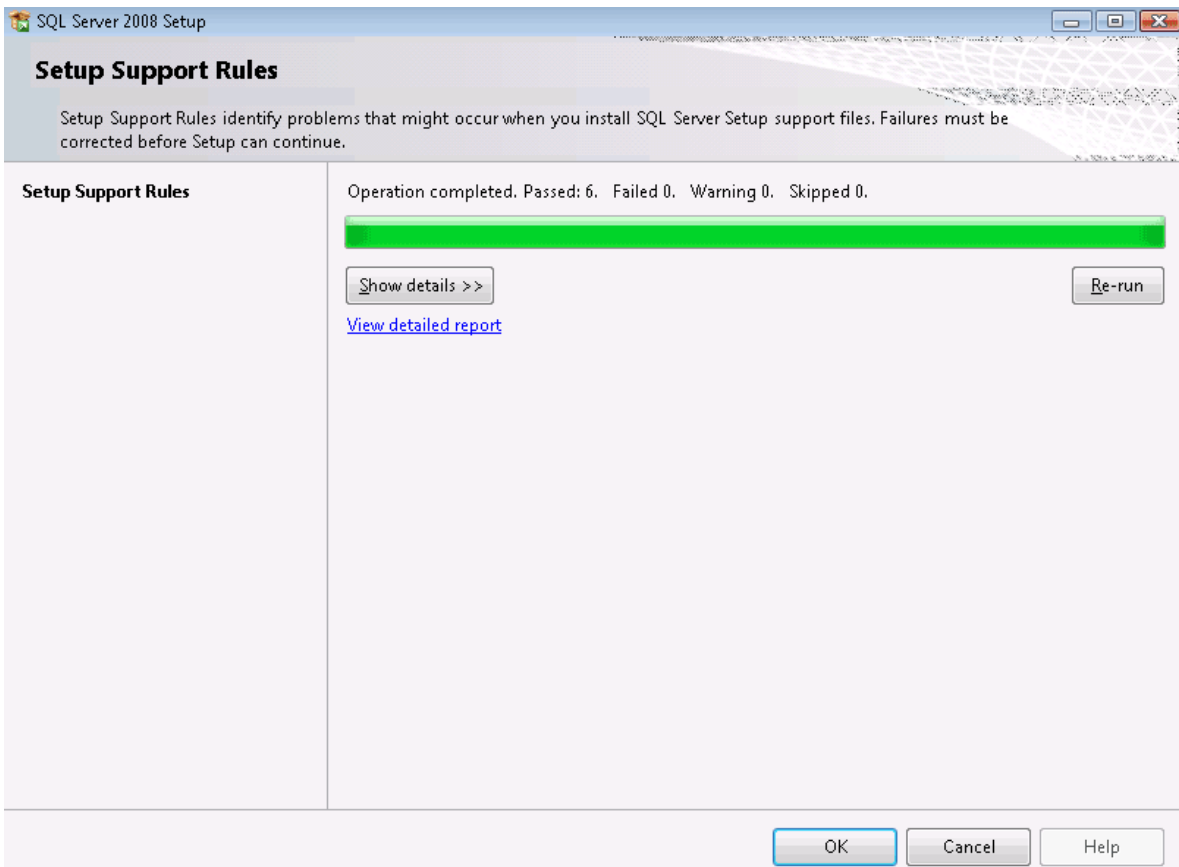 SQL Server 2008 Setup
Setup Support Rules
Setup Support Rules identify problems that might occur when you install SQL Server Setup support files. Failures must be
corrected before Setup can continue.
Setup Support Rules
Operation completed. Passed: 6.   Failed 0.   Warning 0.   Skipped 0.
Show details >>
Re-run
View detailed report
OK
Cancel
Help